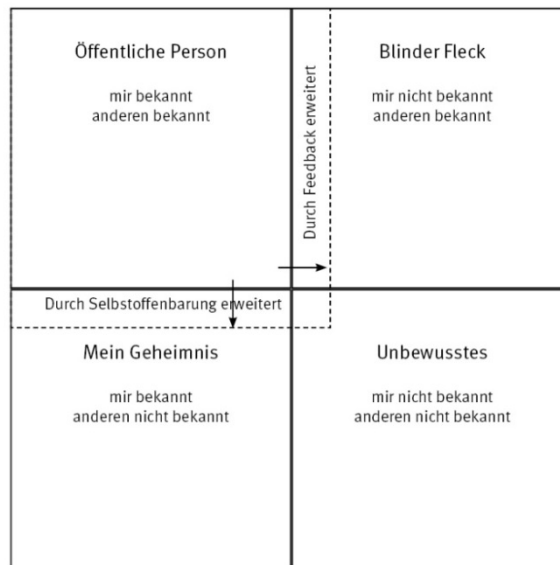 Öffentliche Person
mir bekannt
anderen bekannt
Durch Feedback erweitert
Blinder Fleck
mir nicht bekannt
anderen bekannt
Durch Selbstoffenbarung erweitert
Mein Geheimnis
mir bekannt
anderen nicht bekannt
Unbewusstes
mir nicht bekannt
anderen nicht bekannt